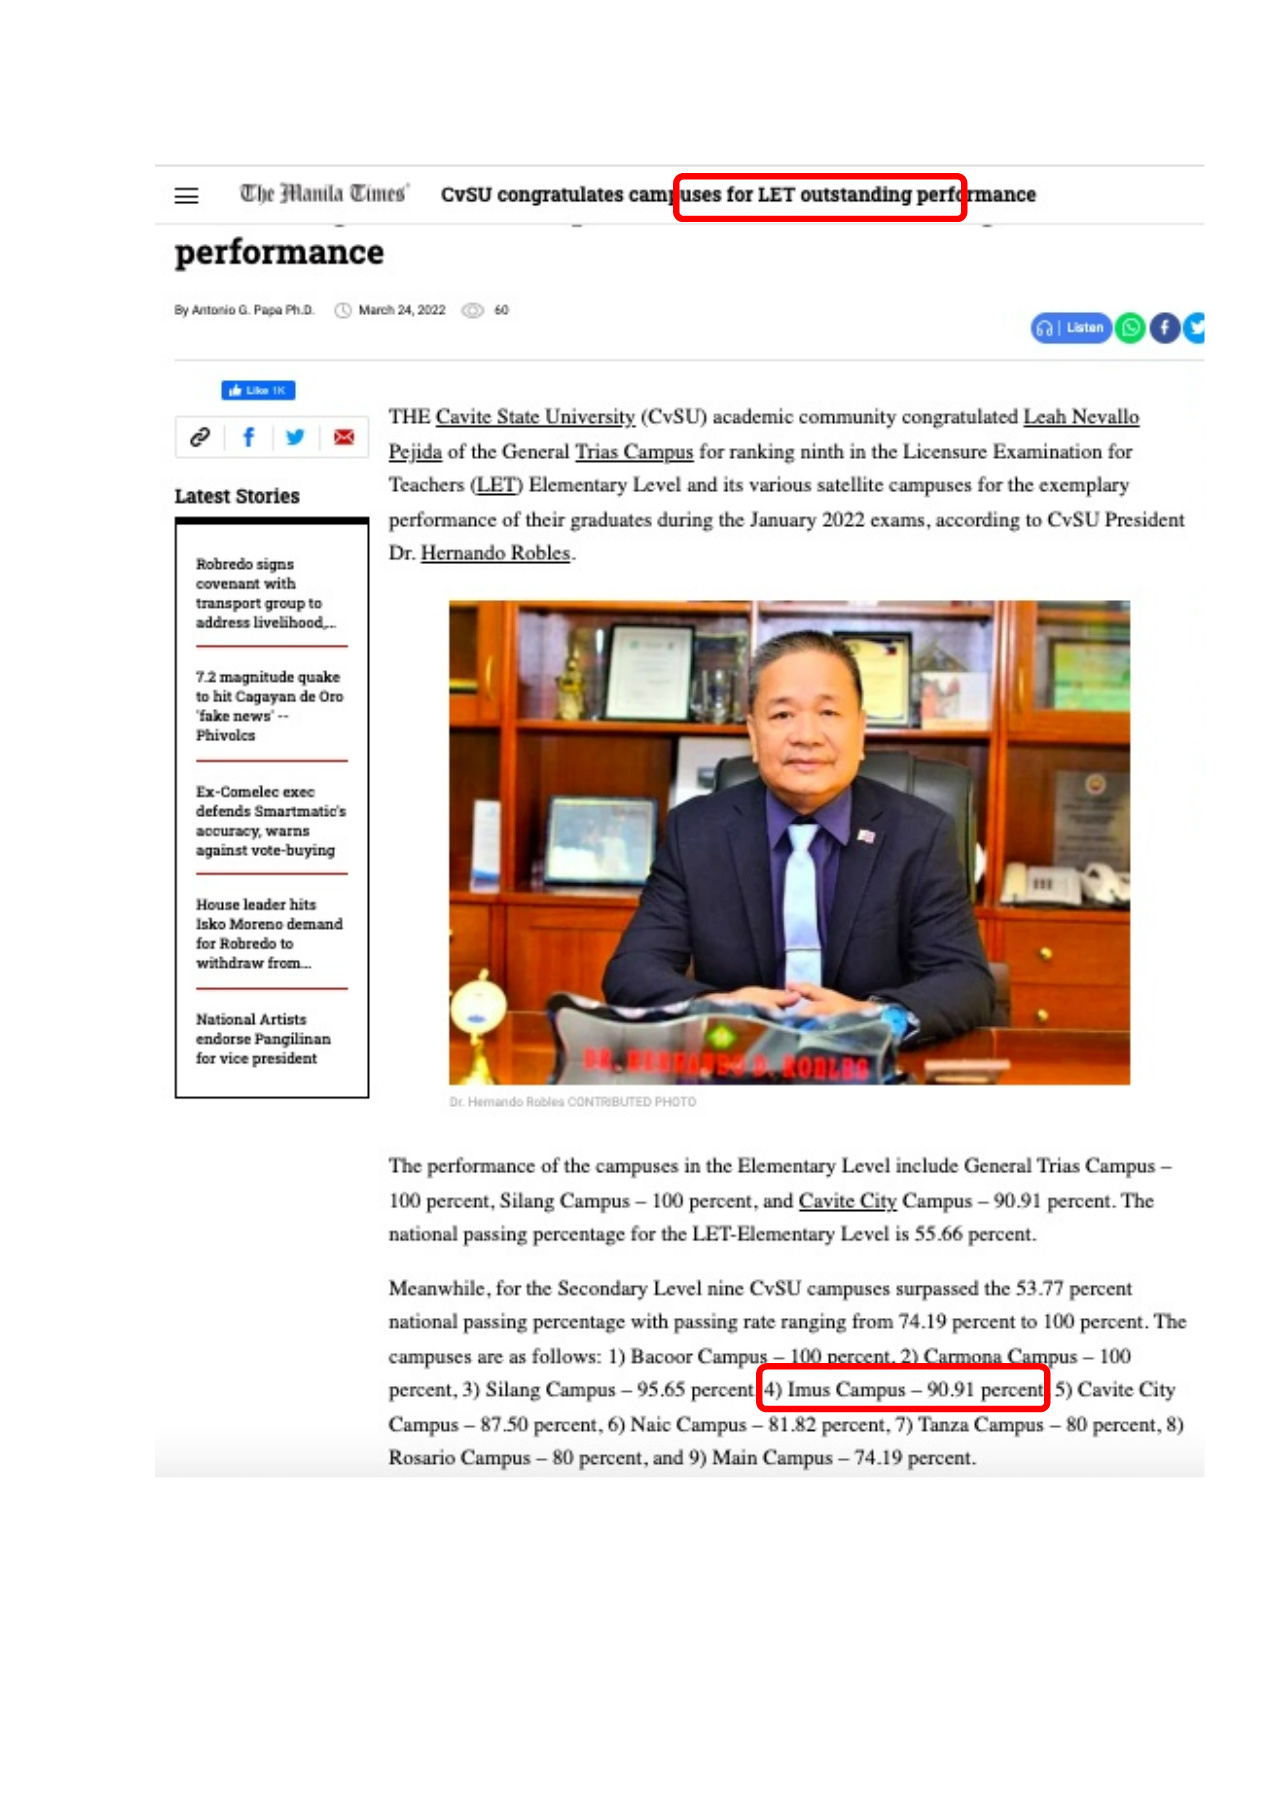 The Manila Times
CvSU congratulates campuses for LET outstanding performance
performance
By Antonio G. Papa Ph.D. March 24, 2022 60
Listen
Like 1K
Latest Stories
Robredo signs
covenant with
transport group to
address livelihood,...
7.2 magnitude quake
to hit Cagayan de Oro
'fake news' --
Phivolcs
Ex-Comelec exec
defends Smartmatic's
accuracy, warns
against vote-buying
House leader hits
Isko Moreno demand
for Robredo to
withdraw from...
National Artists
endorse Pangilinan
for vice president
THE Cavite State University (CvSU) academic community congratulated Leah Nevallo
Pejida of the General Trias Campus for ranking ninth in the Licensure Examination for
Teachers (LET) Elementary Level and its various satellite campuses for the exemplary
performance of their graduates during the January 2022 exams, according to CvSU President
Dr. Hernando Robles.
DR. HERNANDO D. ROBLES
Dr. Hernando Robles CONTRIBUTED PHOTO
The performance of the campuses in the Elementary Level include General Trias Campus –
100 percent, Silang Campus – 100 percent, and Cavite City Campus – 90.91 percent. The
national passing percentage for the LET-Elementary Level is 55.66 percent.
Meanwhile, for the Secondary Level nine CvSU campuses surpassed the 53.77 percent
national passing percentage with passing rate ranging from 74.19 percent to 100 percent. The
campuses are as follows: 1) Bacoor Campus – 100 percent, 2) Carmona Campus – 100
percent, 3) Silang Campus – 95.65 percent, 4) Imus Campus – 90.91 percent, 5) Cavite City
Campus – 87.50 percent, 6) Naic Campus – 81.82 percent, 7) Tanza Campus – 80 percent, 8)
Rosario Campus – 80 percent, and 9) Main Campus – 74.19 percent.